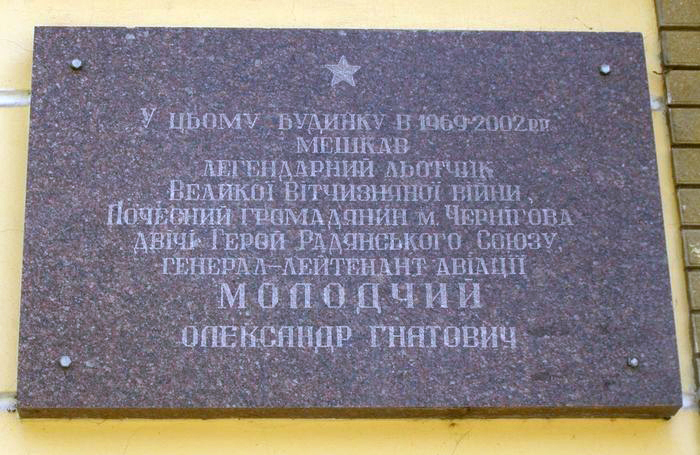 У цьому будинку в 1969-2002 рр.
мешкав
легендарний льотчик
Великої Вітчизняної війни,
Почесний громадянин м. Чернігова
двічі Герой Радянського Союзу,
генерал-лейтенант авіації
МОЛОДЧИЙ
ОЛЕКСАНДР ГНАТОВИЧ